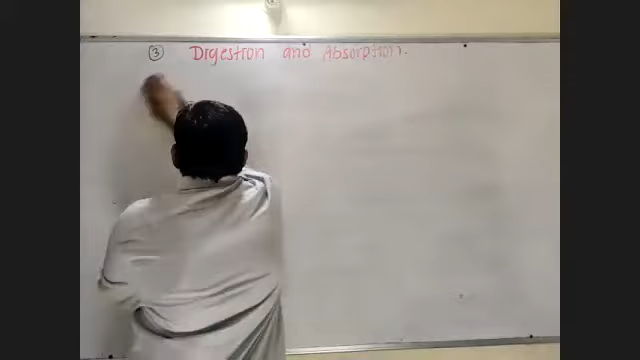 ③ Digestion and Absorption.